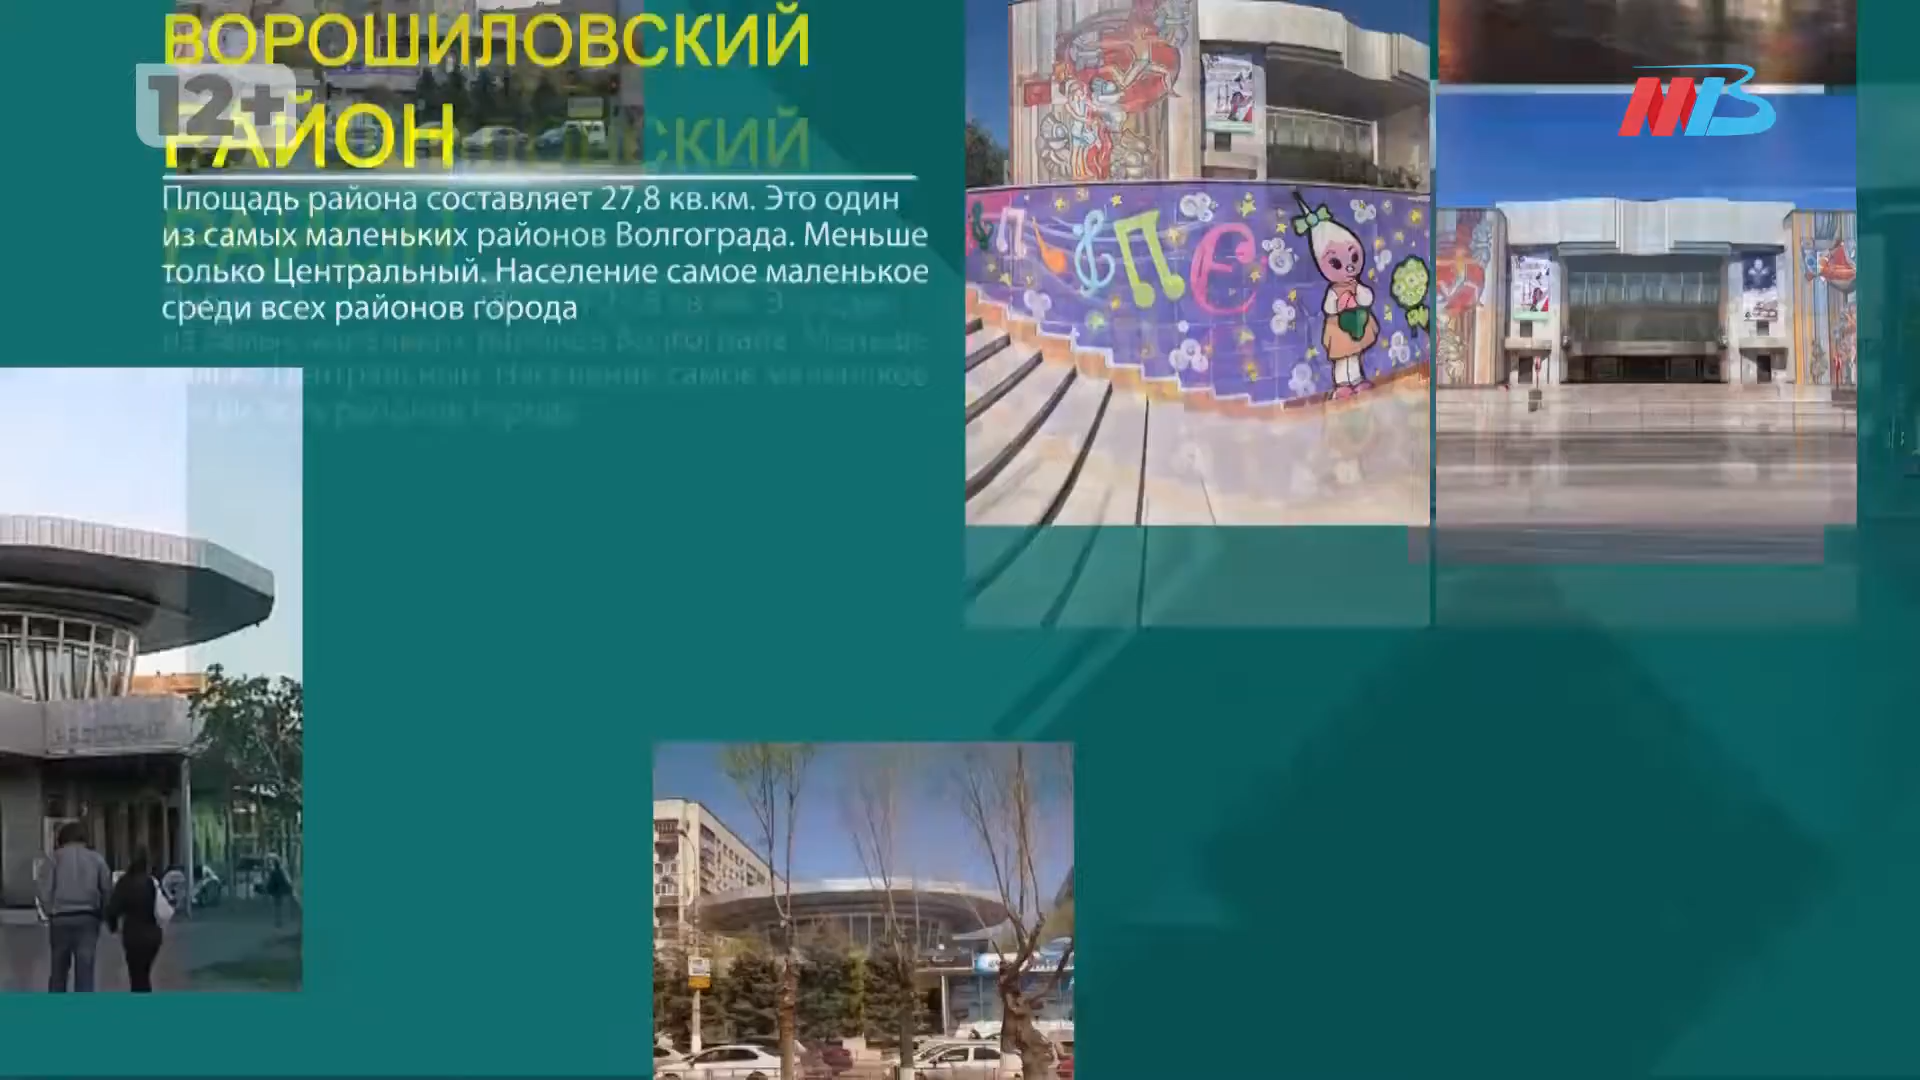 ВОРОШИЛОВСКИЙ
РАЙОН
12+
МТВ
Площадь района составляет 27,8 кв.км. Это один
из самых маленьких районов Волгограда. Меньше
только Центральный. Население самое маленькое
среди всех районов города